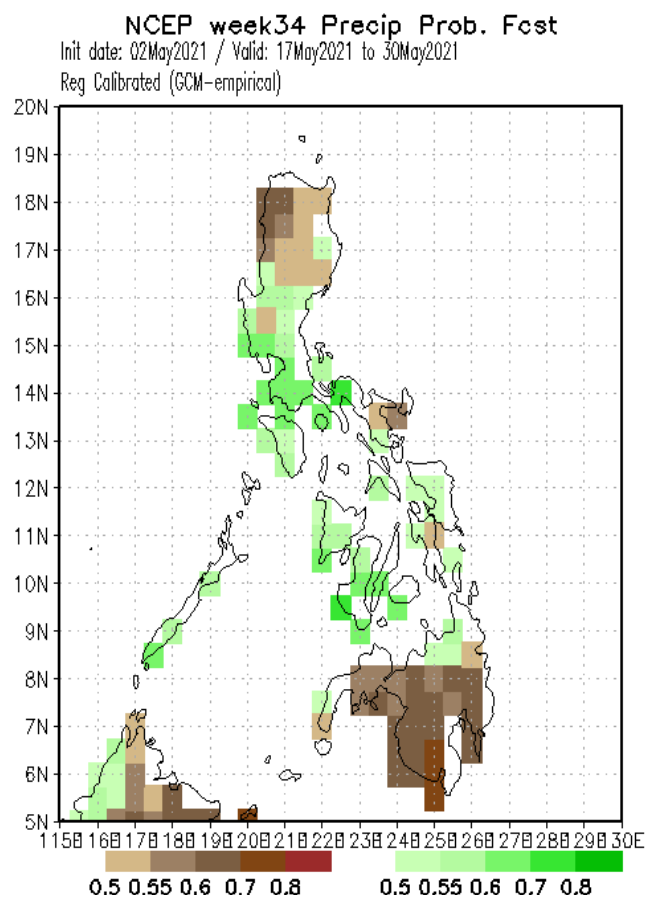 NCEP week34 Precip Prob. Fcst
Init date: 02May2021 / Valid: 17May2021 to 30May2021
Reg Calibrated (GCM-empirical)
20N
19N
18N
17N
16N
15N
14N
13N
12N
11N
10N
9N
8N
7N
6N
5N
115E 116E 117E 118E 119E 120E 121E 122E 123E 124E 125E 126E 127E 128E 129E 130E
0.5 0.55 0.6 0.7 0.8 0.5 0.55 0.6 0.7 0.8